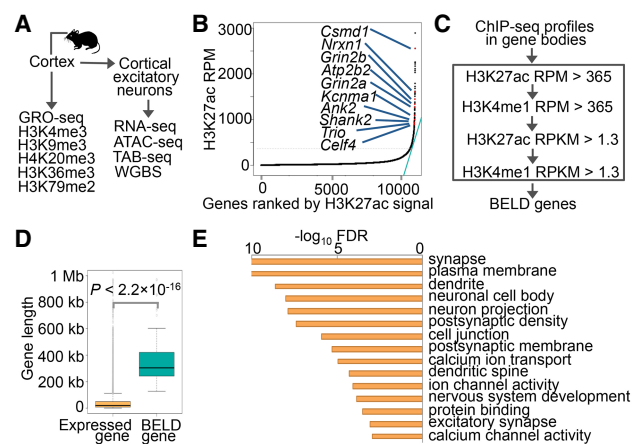 A
Cortex
Cortical
excitatory
neurons
GRO-seq
H3K4me3
H3K9me3
H4K20me3
H3K36me3
H3K79me2
RNA-seq
ATAC-seq
TAB-seq
WGBS
B
H3K27ac RPM
3000
2000
1000
0
Csmd1
Nrxn1
Grin2b
Atp2b2
Grin2a
Kcnma1
Ank2
Shank2
Trio
Celf4
0 5000 10000
Genes ranked by H3K27ac signal
C
ChIP-seq profiles
in gene bodies
H3K27ac RPM > 365
H3K4me1 RPM > 365
H3K27ac RPKM > 1.3
H3K4me1 RPKM > 1.3
BELD genes
D
Gene length
1 Mb
800 kb
600 kb
400 kb
200 kb
0
P < 2.2×10-16
Expressed BELD
gene gene
E
-log10 FDR
10 5 0
synapse
plasma membrane
dendrite
neuronal cell body
neuron projection
postsynaptic density
cell junction
postsynaptic membrane
calcium ion transport
dendritic spine
ion channel activity
nervous system development
protein binding
excitatory synapse
calcium channel activity